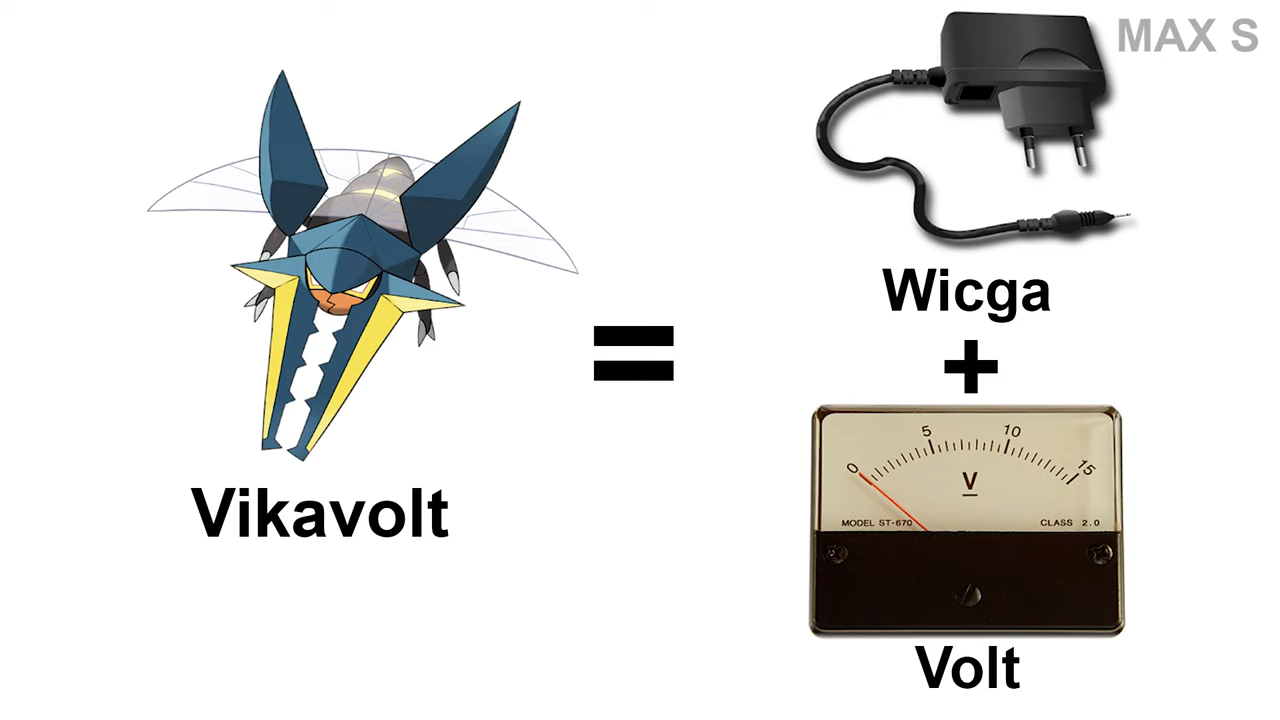 MAX S
Vikavolt
=
Wicga
+
0 5 10 15
V
MODEL ST-670 CLASS 2.0
Volt